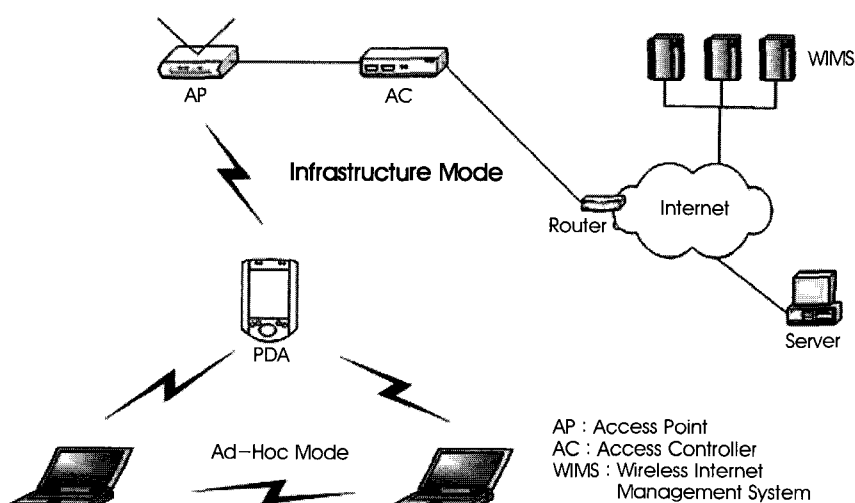 WIMS
AP
AC
Infrastructure Mode
Internet
Router
PDA
Server
Ad-Hoc Mode
AP : Access Point
AC : Access Controller
WIMS : Wireless Internet
Management System